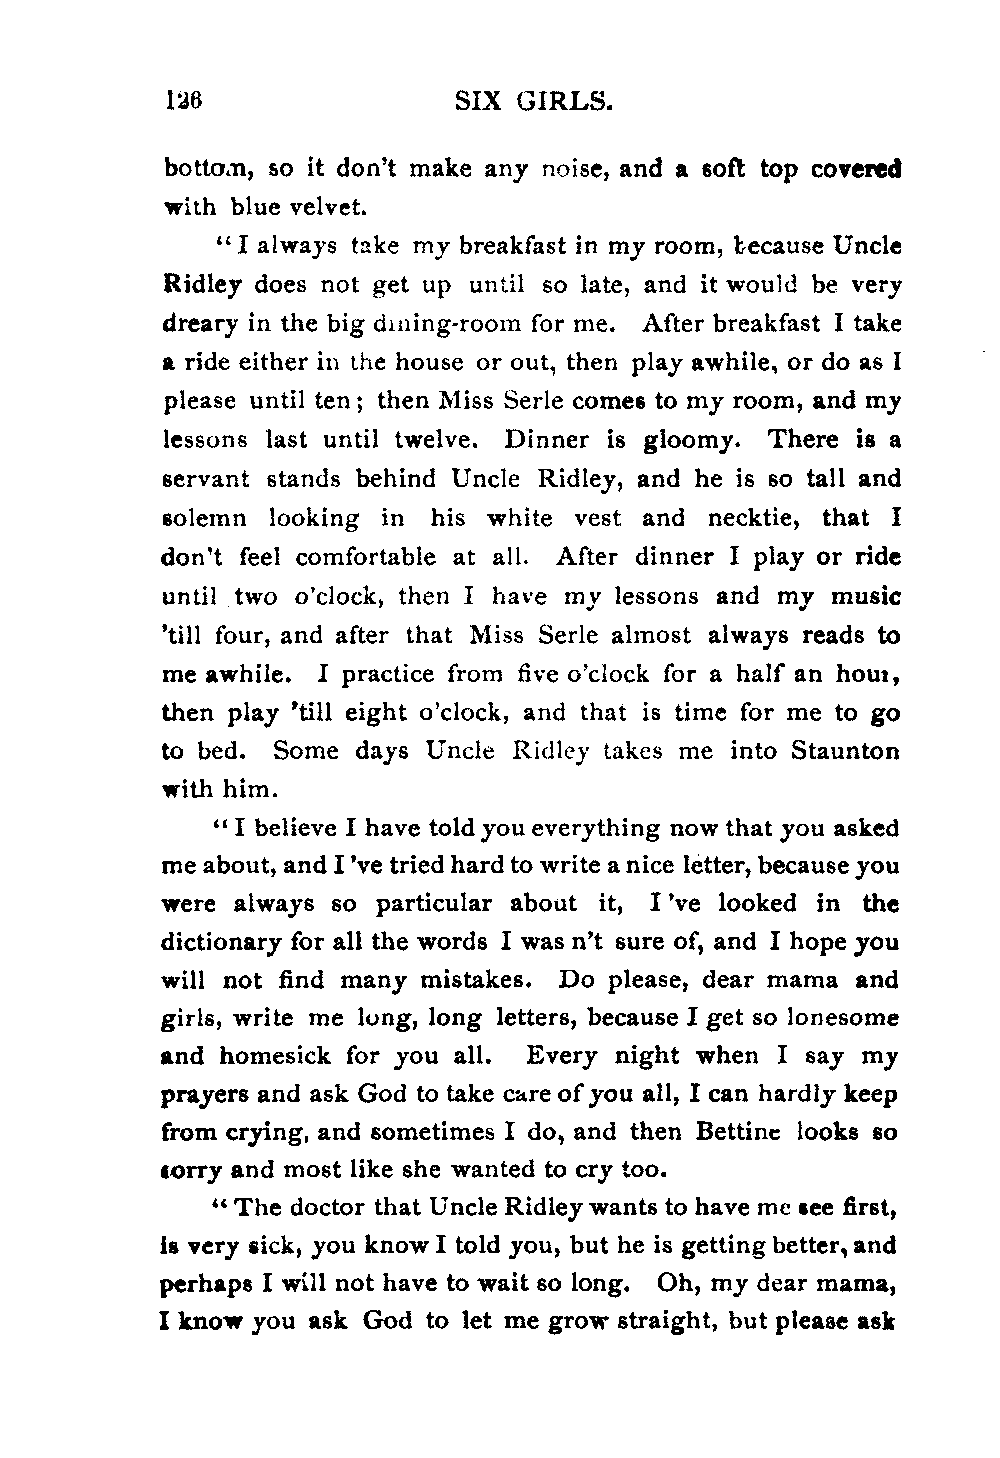 126 SIX GIRLS.
bottom, so it don't make any noise, and a soft top covered
with blue velvet.
"I always take my breakfast in my room, because Uncle
Ridley does not get up until so late, and it would be very
dreary in the big dining-room for me. After breakfast I take
a ride either in the house or out, then play awhile, or do as I
please until ten; then Miss Serle comes to my room, and my
lessons last until twelve. Dinner is gloomy. There is a
servant stands behind Uncle Ridley, and he is so tall and
solemn looking in his white vest and necktie, that I
don't feel comfortable at all. After dinner I play or ride
until two o'clock, then I have my lessons and my music
'till four, and after that Miss Serle almost always reads to
me awhile. I practice from five o'clock for a half an hour,
then play 'till eight o'clock, and that is time for me to go
to bed. Some days Uncle Ridley takes me into Staunton
with him.
"I believe I have told you everything now that you asked
me about, and I 've tried hard to write a nice letter, because you
were always so particular about it, I 've looked in the
dictionary for all the words I was n't sure of, and I hope you
will not find many mistakes. Do please, dear mama and
girls, write me long, long letters, because I get so lonesome
and homesick for you all. Every night when I say my
prayers and ask God to take care of you all, I can hardly keep
from crying, and sometimes I do, and then Bettine looks so
sorry and most like she wanted to cry too.
"The doctor that Uncle Ridley wants to have me see first,
is very sick, you know I told you, but he is getting better, and
perhaps I will not have to wait so long. Oh, my dear mama,
I know you ask God to let me grow straight, but please ask